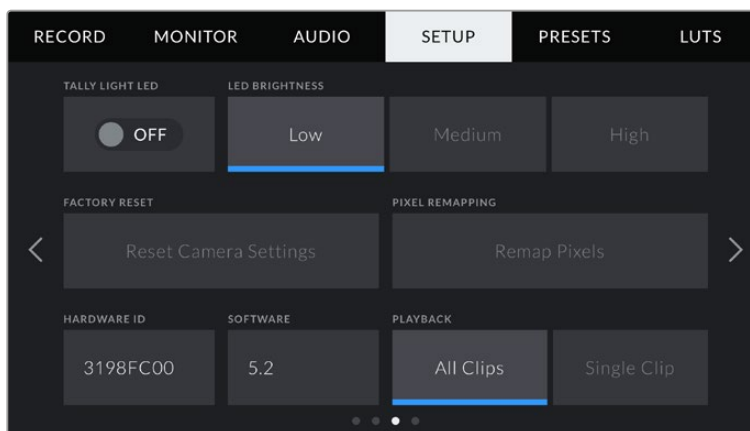 RECORD MONITOR AUDIO SETUP PRESETS LUTS
TALLY LIGHT LED LED BRIGHTNESS
OFF Low Medium High
FACTORY RESET PIXEL REMAPPING
Reset Camera Settings Remap Pixels
HARDWARE ID SOFTWARE PLAYBACK
3198FC00 5.2 All Clips Single Clip